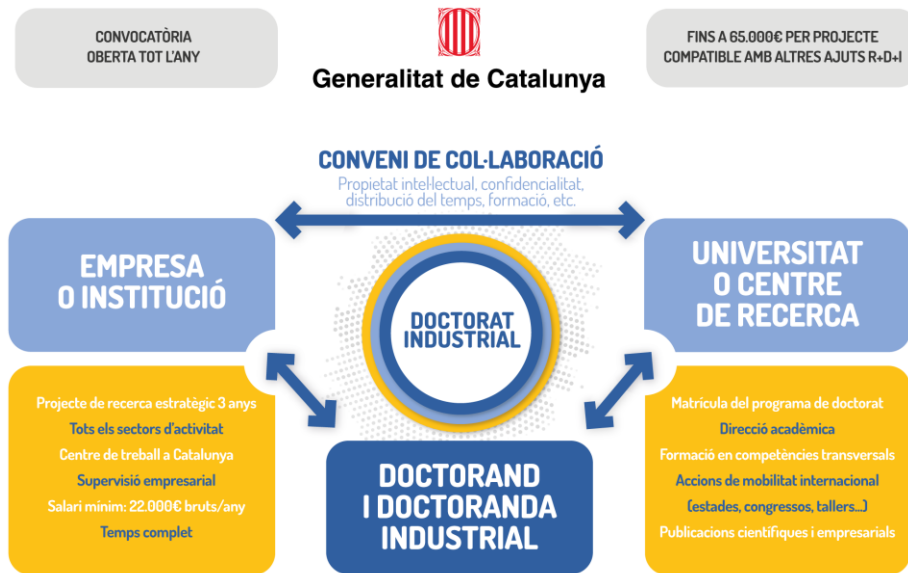 CONVOCATÒRIA
OBERTA TOT L'ANY
Generalitat de Catalunya
FINS A 65.000€ PER PROJECTE
COMPATIBLE AMB ALTRES AJUTS R+D+I
CONVENI DE COL·LABORACIÓ
Propietat intel·lectual, confidencialitat,
distribució del temps, formació, etc.
EMPRESA
O INSTITUCIÓ
DOCTORAT
INDUSTRIAL
UNIVERSITAT
O CENTRE
DE RECERCA
Projecte de recerca estratègic 3 anys
Tots els sectors d'activitat
Centre de treball a Catalunya
Supervisió empresarial
Salari mínim: 22.000€ bruts/any
Temps complet
DOCTORAND
I DOCTORANDA
INDUSTRIAL
Matrícula del programa de doctorat
Direcció acadèmica
Formació en competències transversals
Accions de mobilitat internacional
(estades, congressos, tallers...)
Publicacions científiques i empresarials